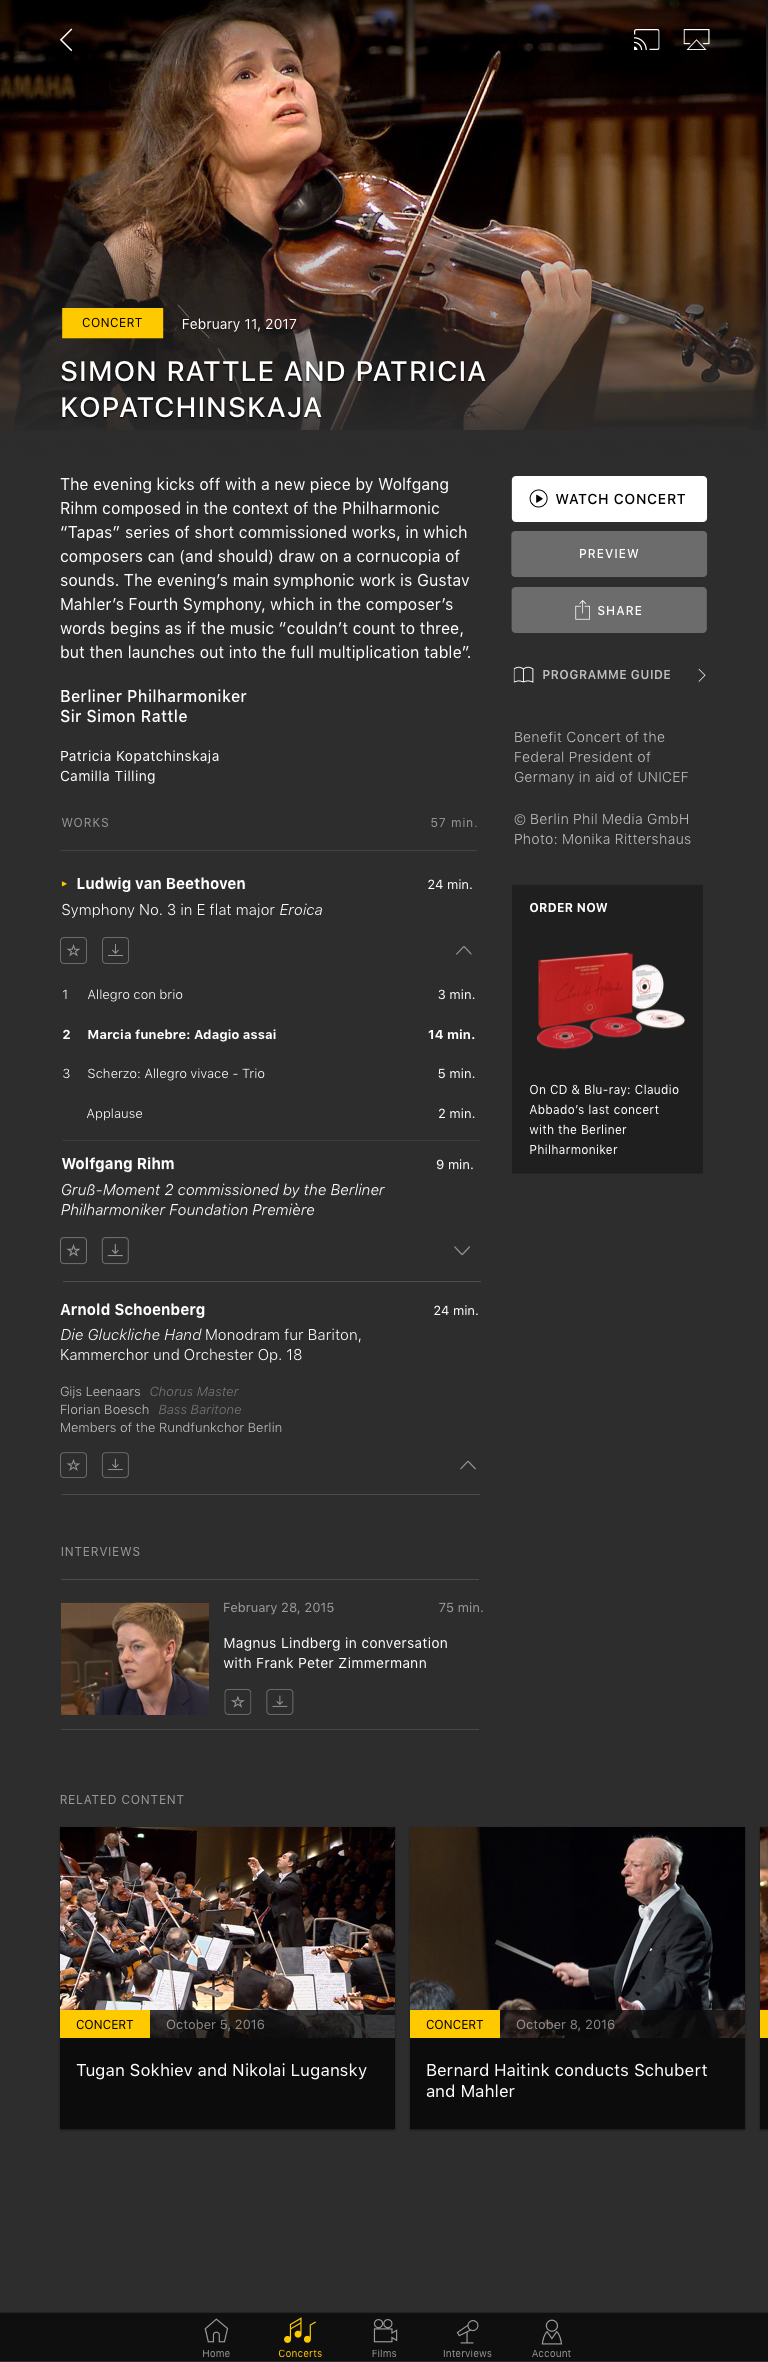 AMAHA
CONCERT
February 11, 2017
SIMON RATTLE AND PATRICIA
KOPATCHINSKAJA
The evening kicks off with a new piece by Wolfgang
Rihm composed in the context of the Philharmonic
“Tapas” series of short commissioned works, in which
composers can (and should) draw on a cornucopia of
sounds. The evening’s main symphonic work is Gustav
Mahler’s Fourth Symphony, which in the composer’s
words begins as if the music “couldn’t count to three,
but then launches out into the full multiplication table”.
Berliner Philharmoniker
Sir Simon Rattle
Patricia Kopatchinskaja
Camilla Tilling
WORKS 57 min.
Ludwig van Beethoven 24 min.
Symphony No. 3 in E flat major Eroica
1 Allegro con brio 3 min.
2 Marcia funebre: Adagio assai 14 min.
3 Scherzo: Allegro vivace - Trio 5 min.
Applause 2 min.
Wolfgang Rihm 9 min.
Gruß-Moment 2 commissioned by the Berliner
Philharmoniker Foundation Première
Arnold Schoenberg 24 min.
Die Gluckliche Hand Monodram fur Bariton,
Kammerchor und Orchester Op. 18
Gijs Leenaars Chorus Master
Florian Boesch Bass Baritone
Members of the Rundfunkchor Berlin
WATCH CONCERT
PREVIEW
SHARE
PROGRAMME GUIDE
Benefit Concert of the
Federal President of
Germany in aid of UNICEF
© Berlin Phil Media GmbH
Photo: Monika Rittershaus
ORDER NOW
On CD & Blu-ray: Claudio
Abbado’s last concert
with the Berliner
Philharmoniker
INTERVIEWS
February 28, 2015 75 min.
Magnus Lindberg in conversation
with Frank Peter Zimmermann
RELATED CONTENT
CONCERT October 5, 2016
Tugan Sokhiev and Nikolai Lugansky
CONCERT October 8, 2016
Bernard Haitink conducts Schubert
and Mahler
Home Concerts Films Interviews Account